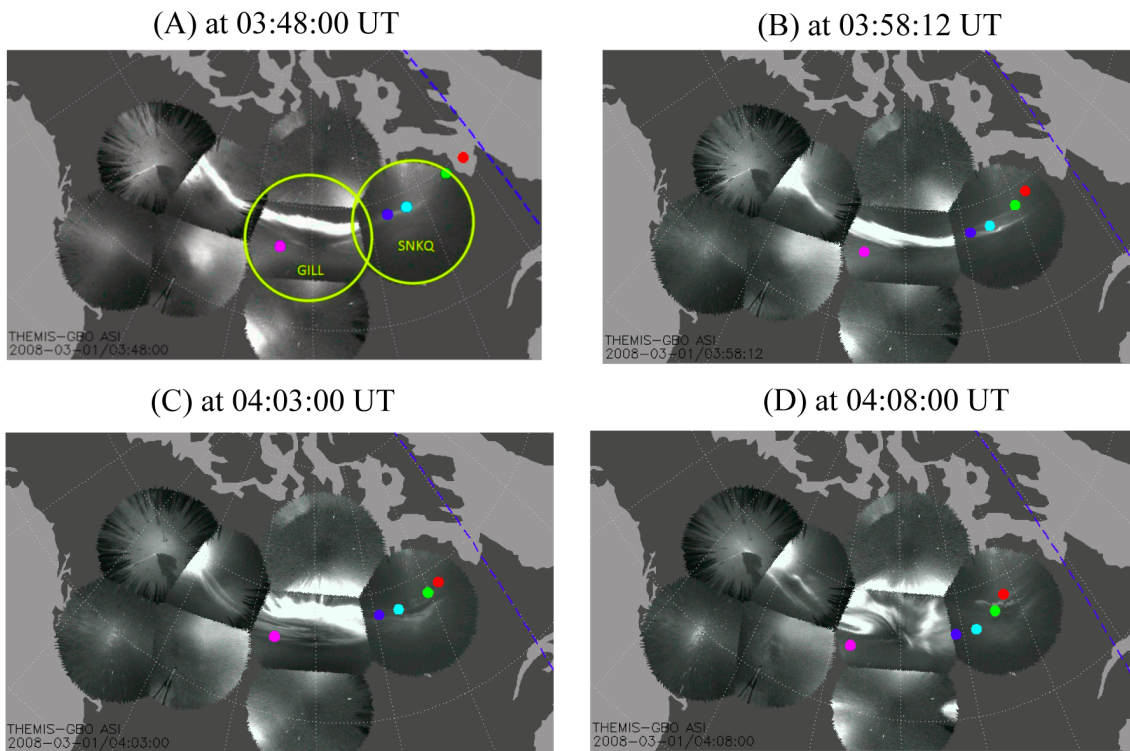 (A) at 03:48:00 UT
(B) at 03:58:12 UT
GILL
SNKQ
THEMIS-GBO ASI
2008-03-01/03:48:00
THEMIS-GBO ASI
2008-03-01/03:58:12
(C) at 04:03:00 UT
(D) at 04:08:00 UT
THEMIS-GBO ASI
2008-03-01/04:03:00
THEMIS-GBO ASI
2008-03-01/04:08:00